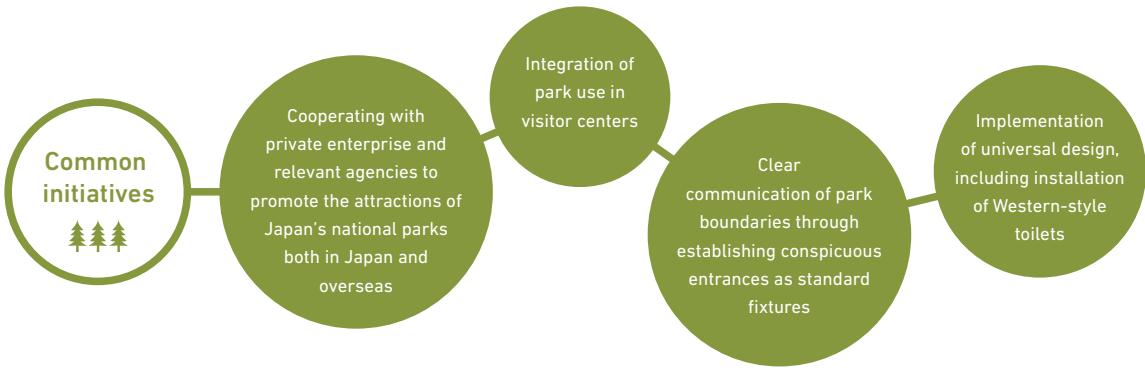 Common
initiatives
Cooperating with
private enterprise and
relevant agencies to
promote the attractions of
Japan's national parks
both in Japan and
overseas
Integration of
park use in
visitor centers
Clear
communication of park
boundaries through
establishing conspicuous
entrances as standard
fixtures
Implementation
of universal design,
including installation
of Western-style
toilets